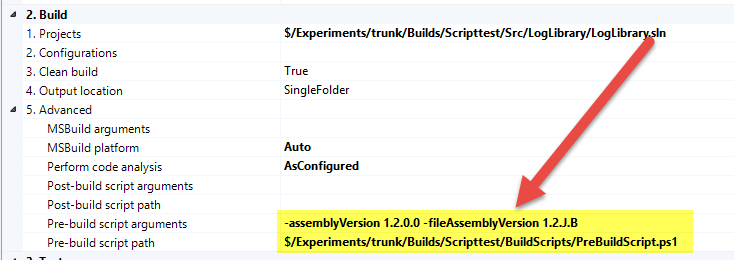 2. Build
1. Projects $/Experiments/trunk/Builds/Scripttest/Src/LogLibrary/LogLibrary.sln
2. Configurations
3. Clean build True
4. Output location SingleFolder
5. Advanced
MSBuild arguments
MSBuild platform Auto
Perform code analysis AsConfigured
Post-build script arguments
Post-build script path
Pre-build script arguments -assemblyVersion 1.2.0.0 -fileAssemblyVersion 1.2.J.B
Pre-build script path $/Experiments/trunk/Builds/Scripttest/BuildScripts/PreBuildScript.ps1